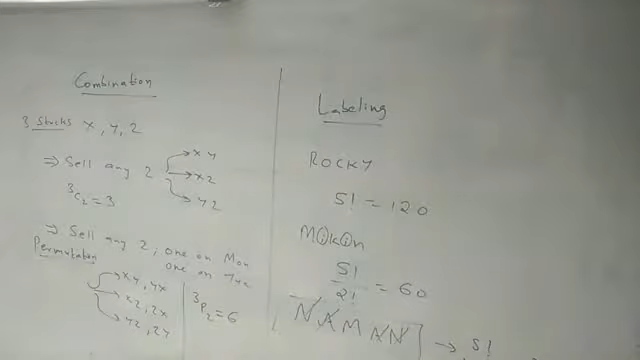 Combination
3 Stocks X, Y, Z
⇒ Sell any 2 → XY
→ XZ
→ YZ
³C₂ = 3
⇒ Sell any 2, one on Mon
one on Tue
Permutation
→ XY, YX
→ XZ, ZX
→ YZ, ZY
³P₂ = 6
Labeling
ROCKY
5! = 120
MOKON
5!
2!
= 60
NAMAN → 5!